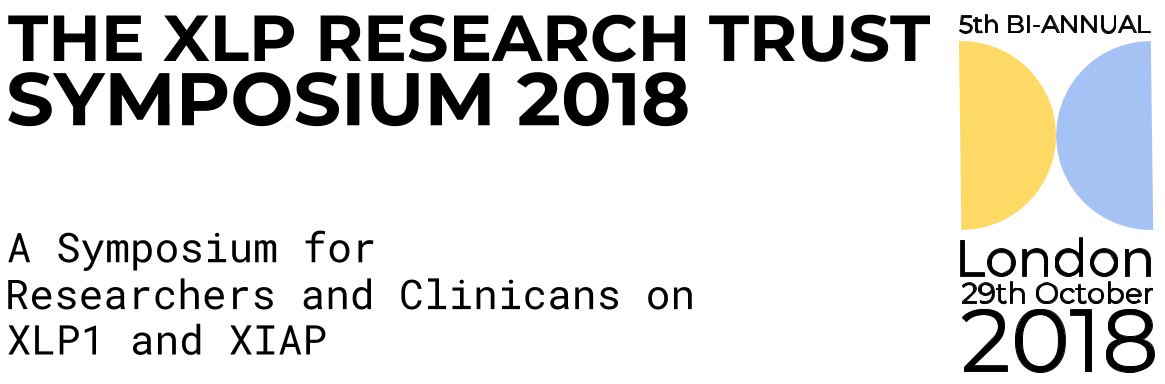 THE XLP RESEARCH TRUST
SYMPOSIUM 2018
A Symposium for
Researchers and Clinicans on
XLP1 and XIAP
5th BI-ANNUAL
London
29th October
2018